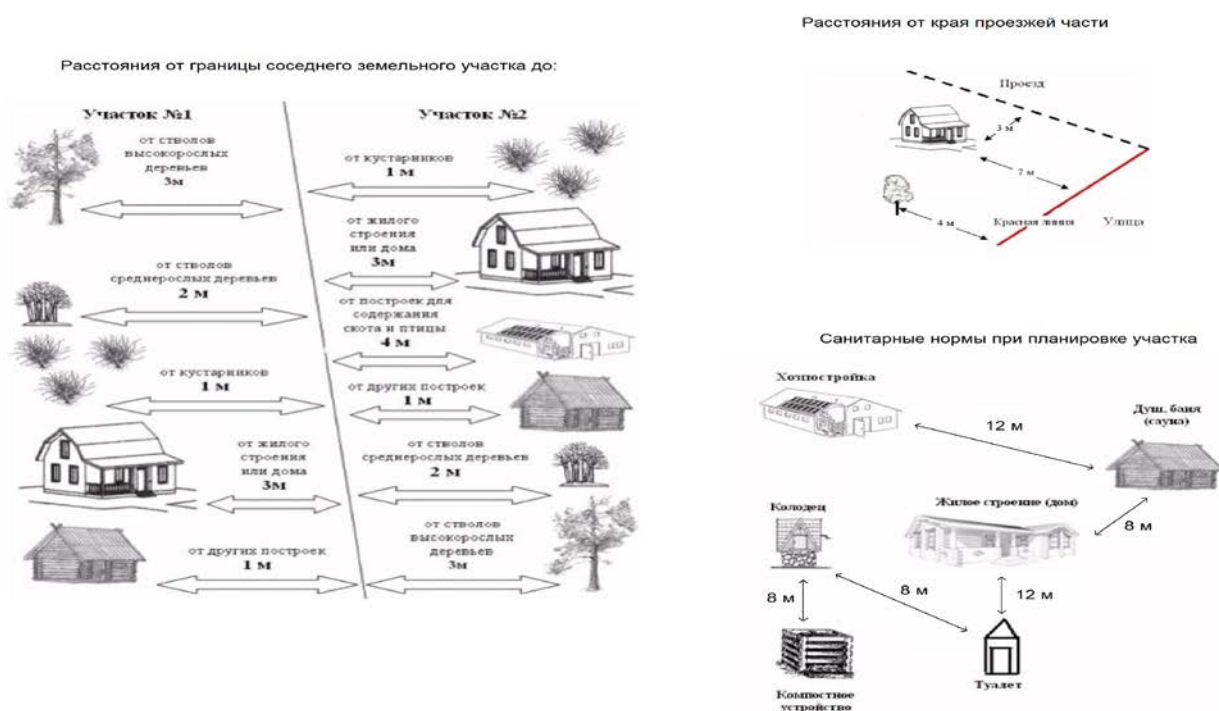 Расстояния от границы соседнего земельного участка до:
Участок №1
от стволов
высокорослых
деревьев
3м
от стволов
среднерослых деревьев
2 м
от кустарников
1 м
от жилого
строения
или дома
3м
от других построек
1 м
Участок №2
от кустарников
1 м
от жилого
строения
или дома
3м
от построек для
содержания
скота и птицы
4 м
от других построек
1 м
от стволов
среднерослых деревьев
2 м
от стволов
высокорослых
деревьев
3м
Расстояния от края проезжей части
Проезд
3 м
7 м
4 м
Красная линия
Улица
Санитарные нормы при планировке участка
Хозпостройка
12 м
Душ, баня
(сауна)
Колодец
Жилое строение (дом)
8 м
8 м
8 м
12 м
Компостное
устройство
Туалет